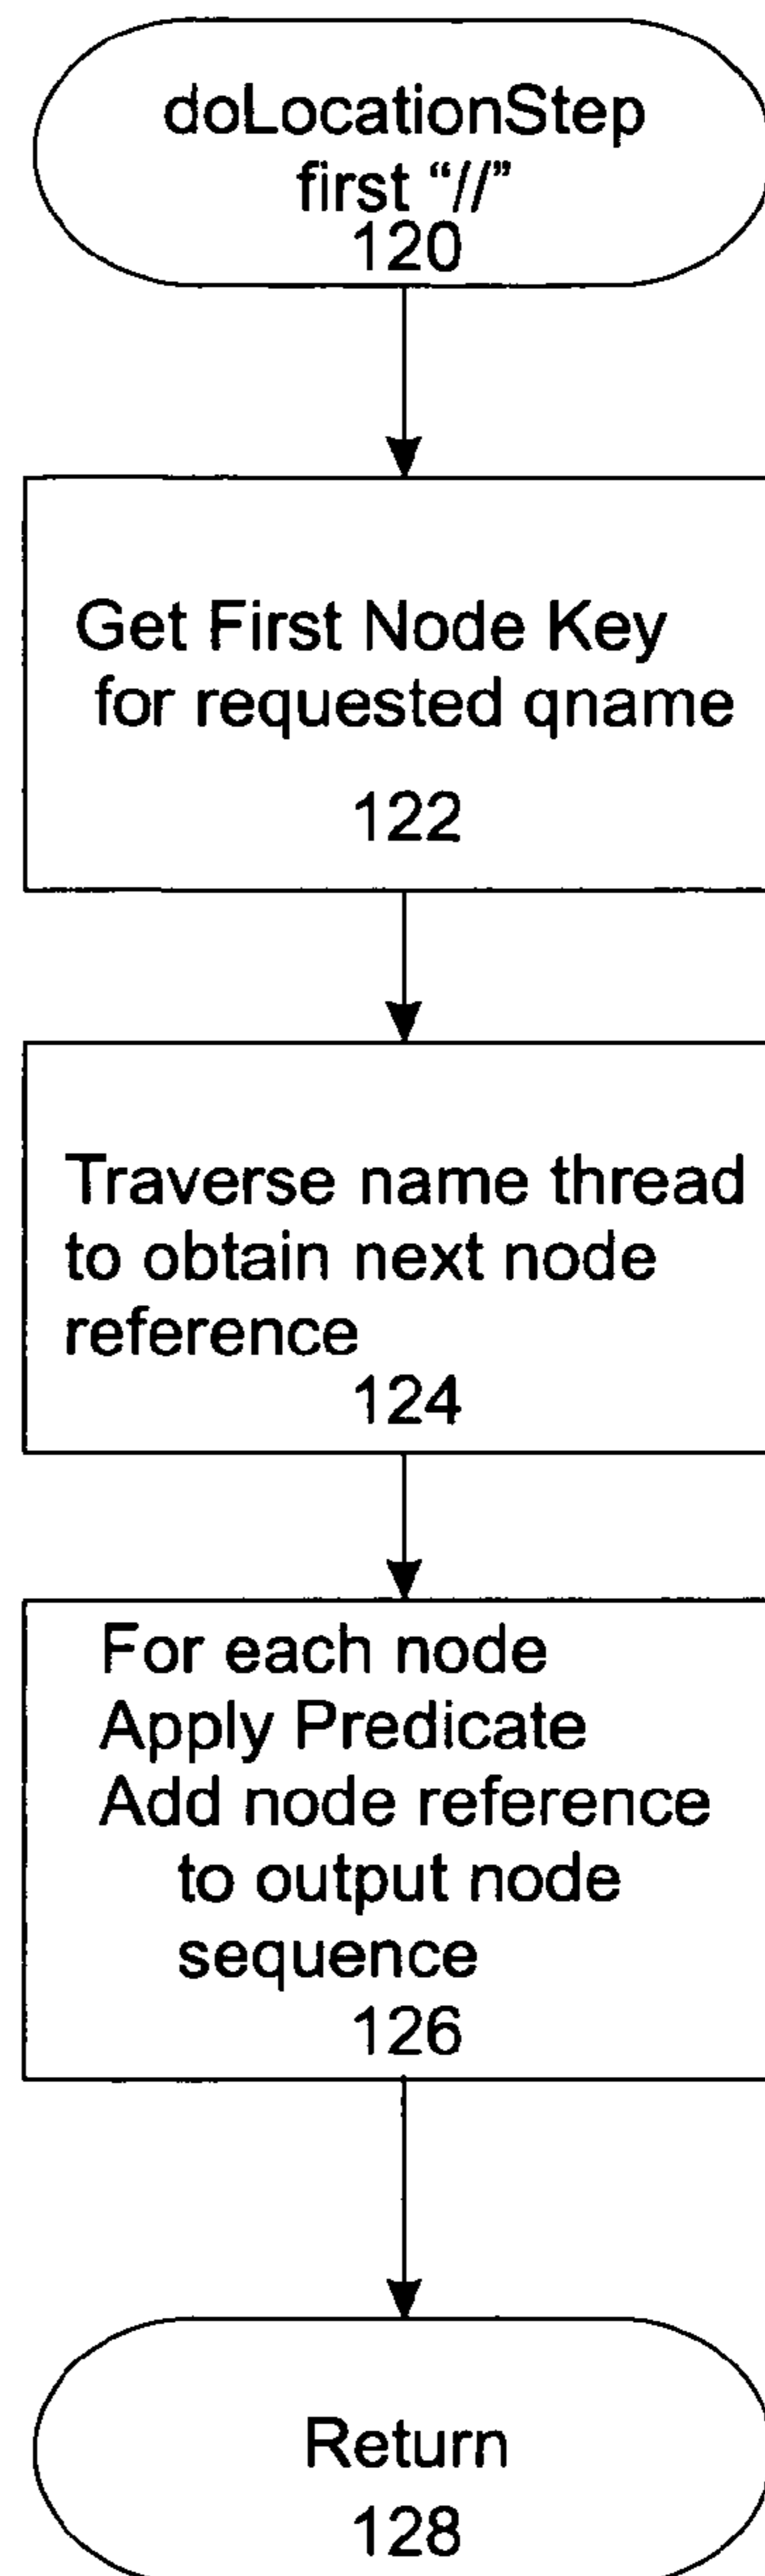 doLocationStep
first “//”
120
Get First Node Key
for requested qname
122
Traverse name thread
to obtain next node
reference
124
For each node
Apply Predicate
Add node reference
to output node
sequence
126
Return
128